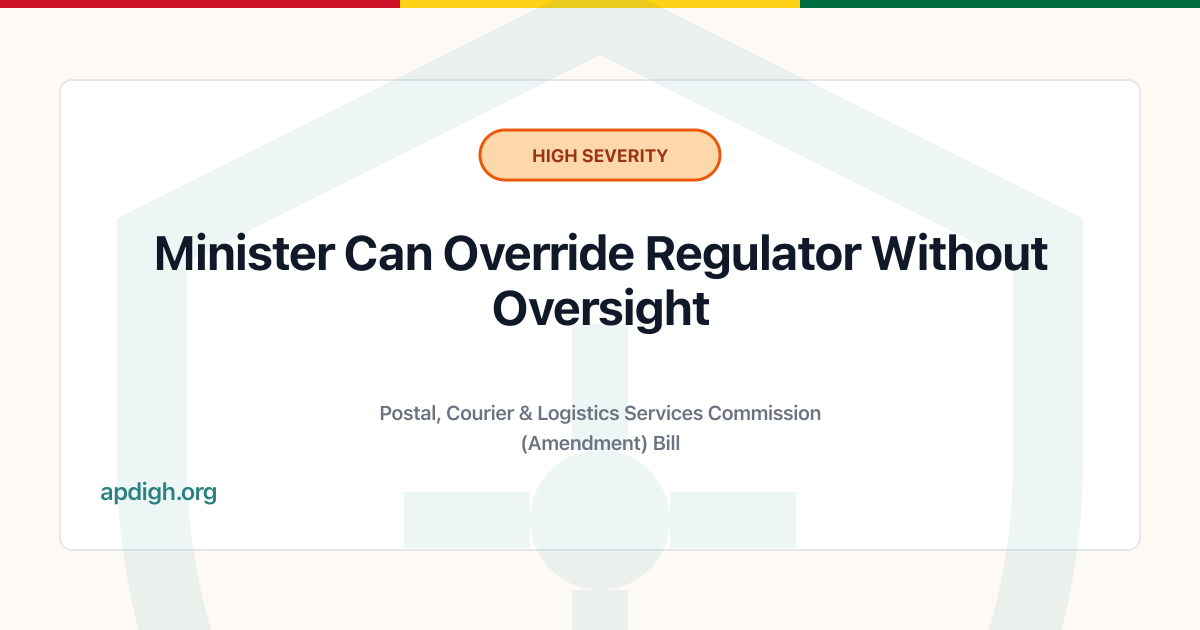 HIGH SEVERITY
Minister Can Override Regulator Without
Oversight
Postal, Courier & Logistics Services Commission
(Amendment) Bill
apdigh.org